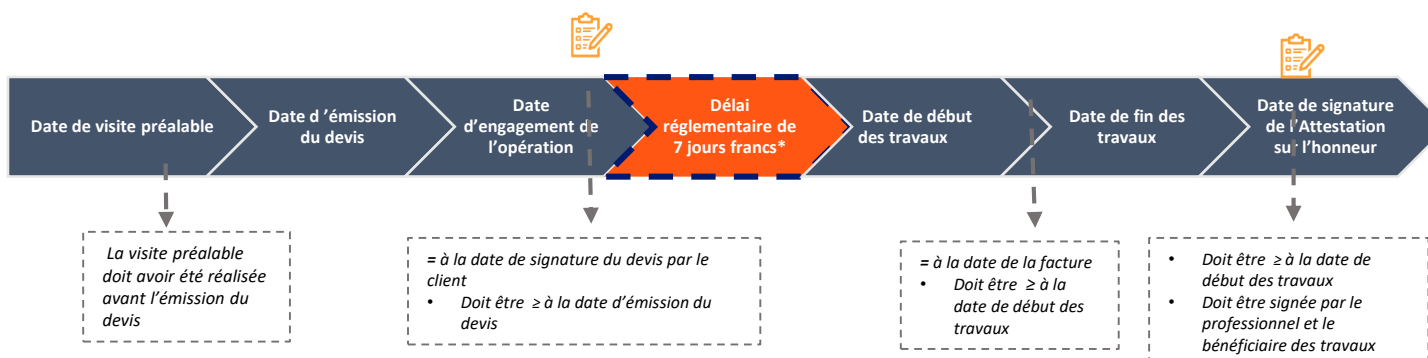 Date de visite préalable
Date d ’émission
du devis
Date
d’engagement de
l’opération
Délai
réglementaire de
7 jours francs*
Date de début
des travaux
Date de fin des
travaux
Date de signature
de l’Attestation
sur l’honneur
La visite préalable
doit avoir été réalisée
avant l’émission du
devis
= à la date de signature du devis par le
client
• Doit être ≥ à la date d’émission du
devis
= à la date de la facture
• Doit être ≥ à la
date de début des
travaux
• Doit être ≥ à la date de
début des travaux
• Doit être signée par le
professionnel et le
bénéficiaire des travaux